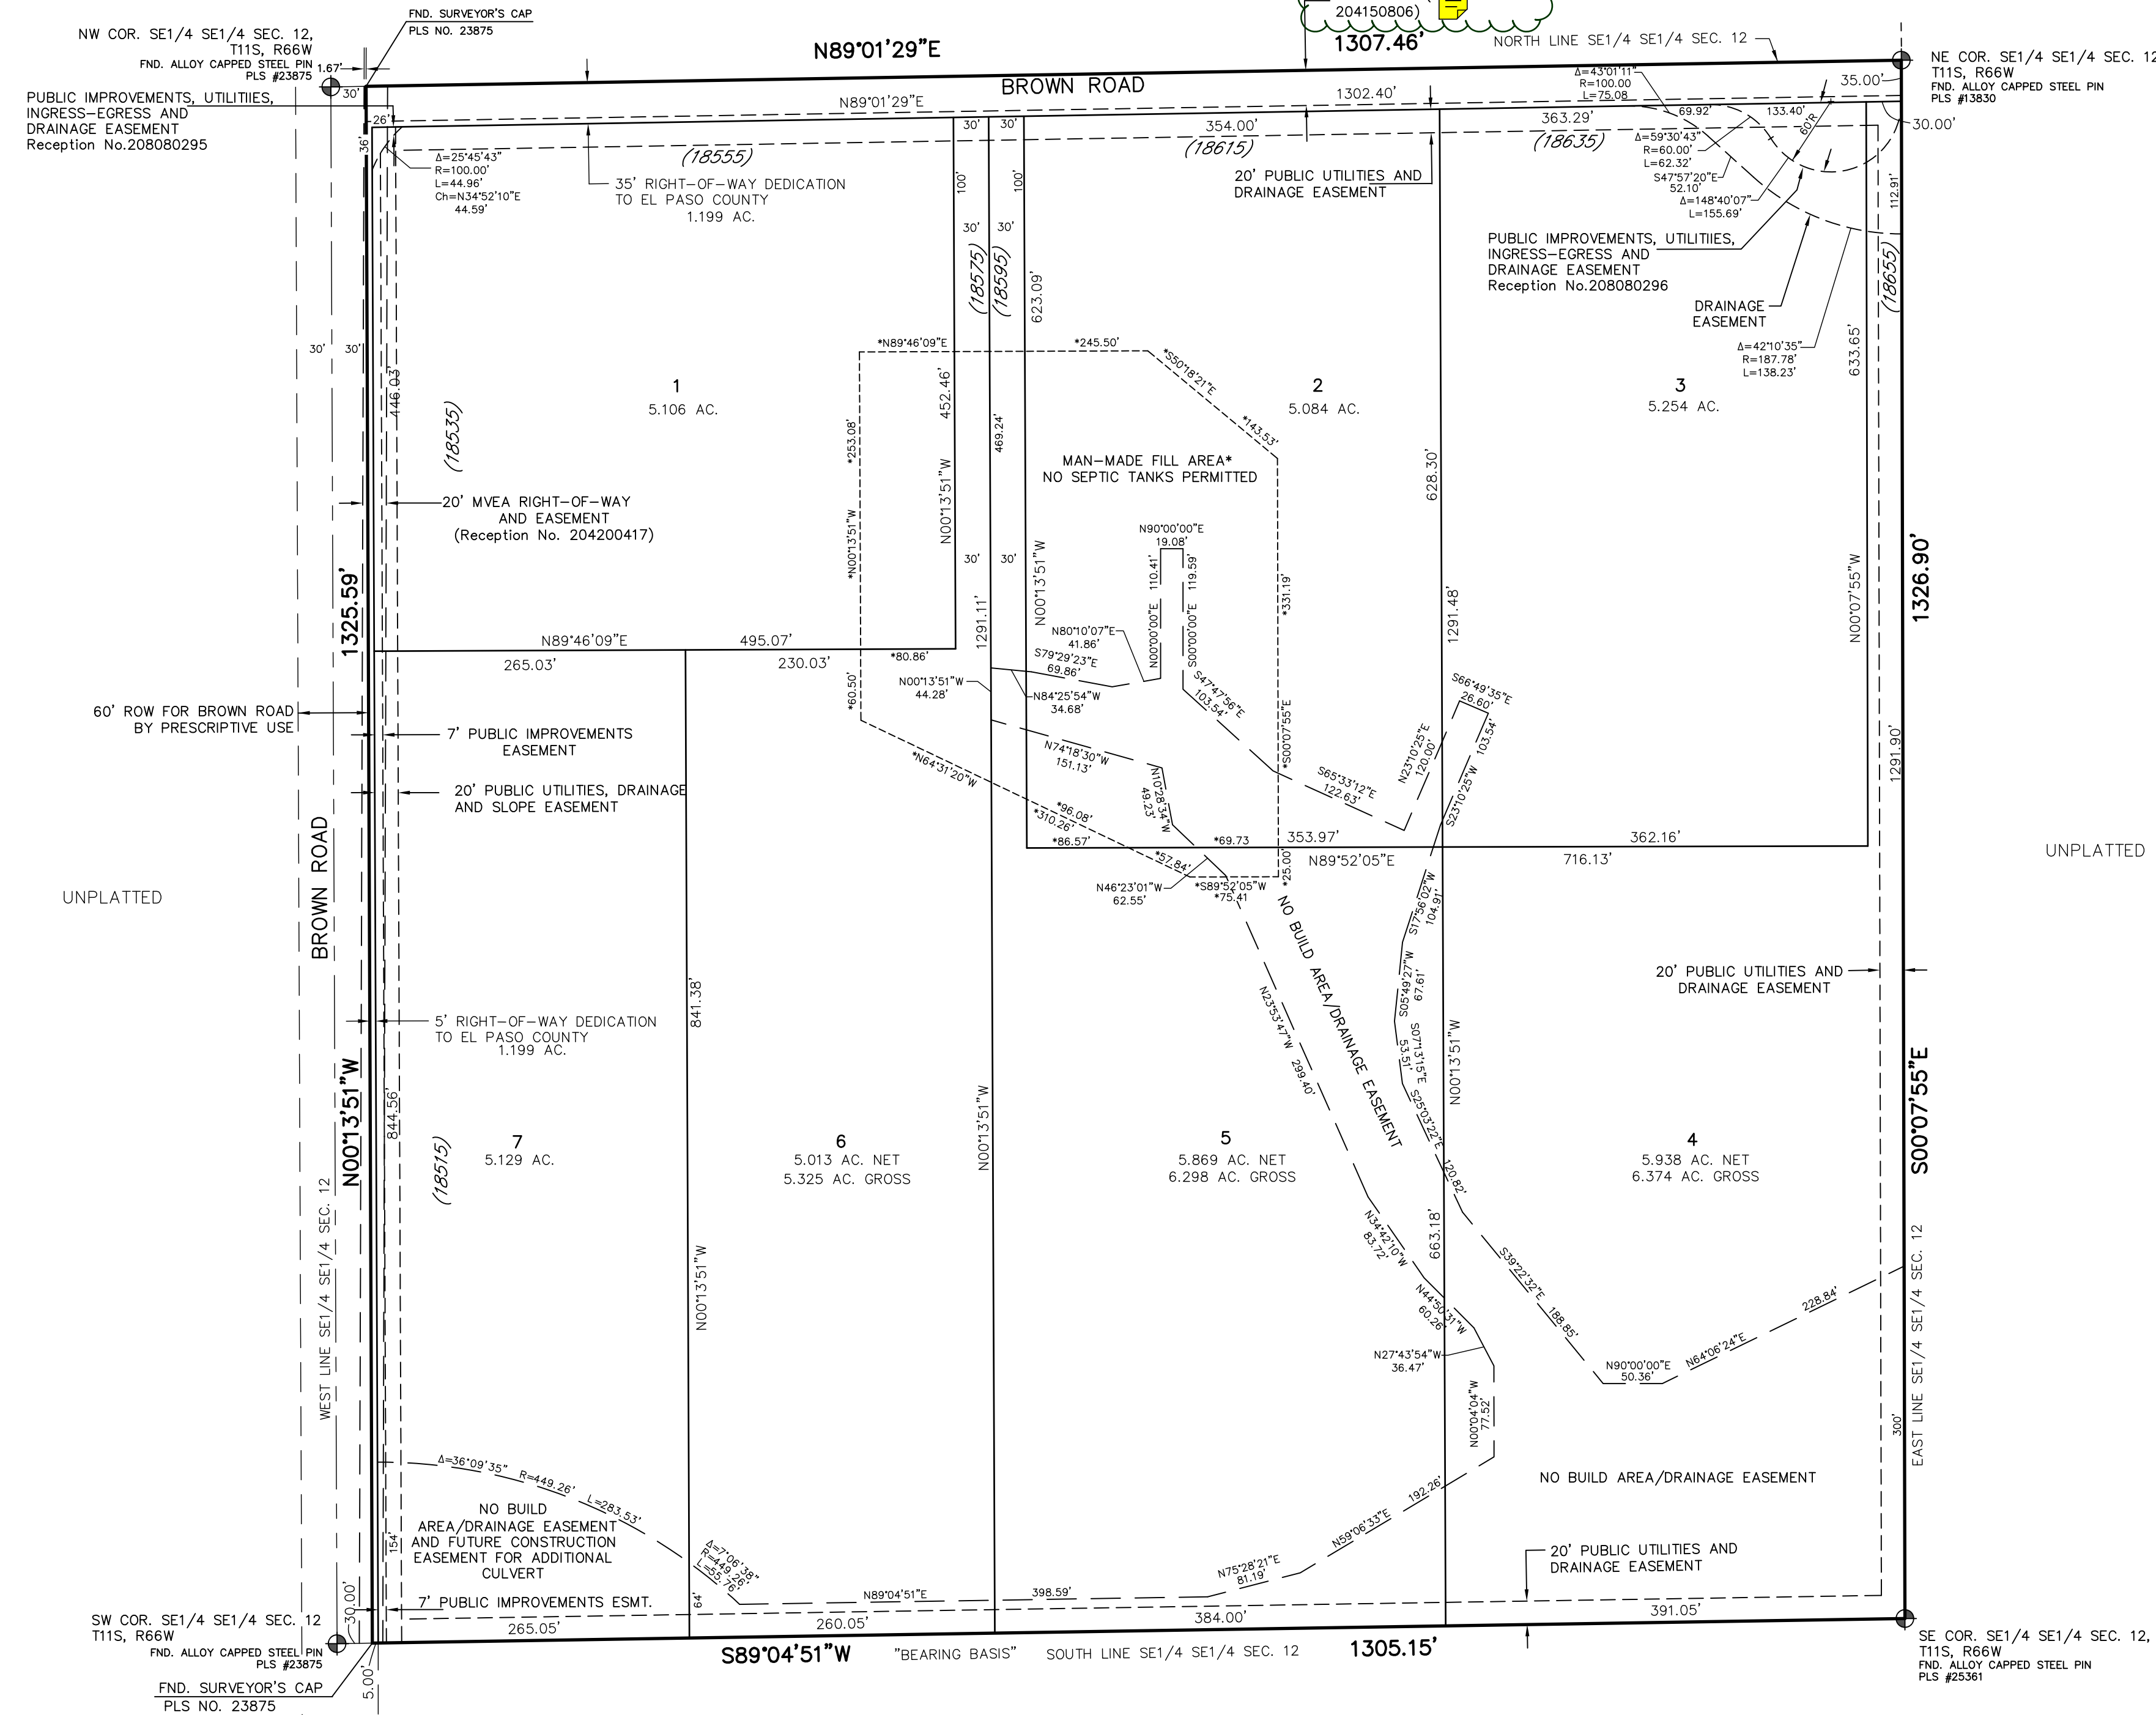 FND. SURVEYOR'S CAP
PLS NO. 23875
204150806)
NW COR. SE1/4 SE1/4 SEC. 12,
T11S, R66W
FND. ALLOY CAPPED STEEL PIN
PLS #23875
1.67'
30'
N89°01'29"E
1307.46'
NORTH LINE SE1/4 SE1/4 SEC. 12
NE COR. SE1/4 SE1/4 SEC. 12
T11S, R66W
FND. ALLOY CAPPED STEEL PIN
PLS #13830
35.00'
30.00'
PUBLIC IMPROVEMENTS, UTILITIIES,
INGRESS-EGRESS AND
DRAINAGE EASEMENT
Reception No.208080295
BROWN ROAD
N89°01'29"E
1302.40'
26'
36'
Δ=25°45'43"
R=100.00'
L=44.96'
Ch=N34°52'10"E
44.59'
(18555)
35' RIGHT-OF-WAY DEDICATION
TO EL PASO COUNTY
1.199 AC.
30'
30'
100'
100'
30'
30'
(18575)
(18595)
354.00'
(18615)
20' PUBLIC UTILITIES AND
DRAINAGE EASEMENT
363.29'
(18635)
Δ=43°01'11"
R=100.00
L=75.08
69.92'
133.40'
60'R
Δ=59°30'43"
R=60.00'
L=62.32'
S47°57'20"E
52.10'
Δ=148°40'07"
L=155.69'
112.91'
PUBLIC IMPROVEMENTS, UTILITIIES,
INGRESS-EGRESS AND
DRAINAGE EASEMENT
Reception No.208080296
DRAINAGE
EASEMENT
(18655)
Δ=42°10'35"
R=187.78'
L=138.23'
30'
30'
446.03'
(18535)
1
5.106 AC.
623.09'
452.46'
469.24'
N00°13'51"W
*N89°46'09"E
*245.50'
*S50°18'21"E
*143.53'
*253.08'
*N00°13'51"W
2
5.084 AC.
3
5.254 AC.
633.65'
628.30'
MAN-MADE FILL AREA*
NO SEPTIC TANKS PERMITTED
20' MVEA RIGHT-OF-WAY
AND EASEMENT
(Reception No. 204200417)
30'
30'
N90°00'00"E
19.08'
110.41'
N00°00'00"E
119.59'
S00°00'00"E
*331.19'
N00°13'51"W
1291.11'
1291.48'
N00°07'55"W
1325.59'
1326.90'
N80°10'07"E
41.86'
N89°46'09"E
495.07'
265.03'
230.03'
*80.86'
*60.50'
S79°29'23"E
69.86'
N00°13'51"W
44.28'
N84°25'54"W
34.68'
S47°47'56"E
103.54'
*S00°07'55"E
S66°49'35"E
26.60'
N23°10'25"E
120.00'
S23°10'25"W
103.54'
60' ROW FOR BROWN ROAD
BY PRESCRIPTIVE USE
7' PUBLIC IMPROVEMENTS
EASEMENT
20' PUBLIC UTILITIES, DRAINAGE
AND SLOPE EASEMENT
*N64°31'20"W
N74°18'30"W
151.13'
N10°28'34"W
49.23'
S65°33'12"E
122.63'
1291.90'
*96.08'
*310.26'
*86.57'
*57.84'
*69.73
353.97'
N89°52'05"E
362.16'
716.13'
N46°23'01"W
62.55'
*S89°52'05"W
*75.41
*25.00'
BROWN ROAD
UNPLATTED
UNPLATTED
NO BUILD AREA/DRAINAGE EASEMENT
S17°56'02"W
104.91'
S05°49'27"W
67.61'
S07°13'15"E
53.51'
S25°03'22"E
120.82'
841.38'
N23°53'47"W
299.40'
20' PUBLIC UTILITIES AND
DRAINAGE EASEMENT
5' RIGHT-OF-WAY DEDICATION
TO EL PASO COUNTY
1.199 AC.
N00°13'51"W
844.56'
(18515)
7
5.129 AC.
6
5.013 AC. NET
5.325 AC. GROSS
N00°13'51"W
5
5.869 AC. NET
6.298 AC. GROSS
N00°13'51"W
4
5.938 AC. NET
6.374 AC. GROSS
S00°07'55"E
N00°13'51"W
663.18'
WEST LINE SE1/4 SE1/4 SEC. 12
EAST LINE SE1/4 SE1/4 SEC. 12
N34°42'10"W
83.72'
N44°50'31"W
60.26'
N27°43'54"W
36.47'
S39°22'32"E
188.85'
N90°00'00"E
50.36'
N64°06'24"E
228.84'
N00°04'04"W
77.52'
300'
Δ=36°09'35"
R=449.26'
L=283.53'
NO BUILD
AREA/DRAINAGE EASEMENT
AND FUTURE CONSTRUCTION
EASEMENT FOR ADDITIONAL
CULVERT
154'
Δ=7°06'38"
R=449.26'
L=55.76'
64'
NO BUILD AREA/DRAINAGE EASEMENT
192.26'
N59°06'33"E
N75°28'21"E
81.19'
20' PUBLIC UTILITIES AND
DRAINAGE EASEMENT
7' PUBLIC IMPROVEMENTS ESMT.
N89°04'51"E
398.59'
30.00'
265.05'
260.05'
384.00'
391.05'
SW COR. SE1/4 SE1/4 SEC. 12
T11S, R66W
FND. ALLOY CAPPED STEEL PIN
PLS #23875
S89°04'51"W
"BEARING BASIS"
SOUTH LINE SE1/4 SE1/4 SEC. 12
1305.15'
SE COR. SE1/4 SE1/4 SEC. 12,
T11S, R66W
FND. ALLOY CAPPED STEEL PIN
PLS #25361
5.00'
FND. SURVEYOR'S CAP
PLS NO. 23875